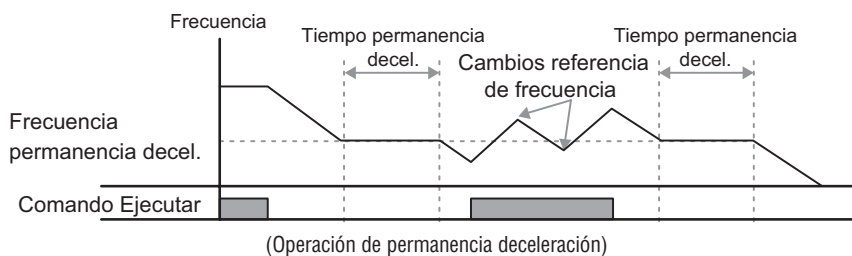 Frecuencia
Tiempo permanencia
decel.
Cambios referencia
de frecuencia
Tiempo permanencia
decel.
Frecuencia
permanencia decel.
Comando Ejecutar
(Operación de permanencia deceleración)